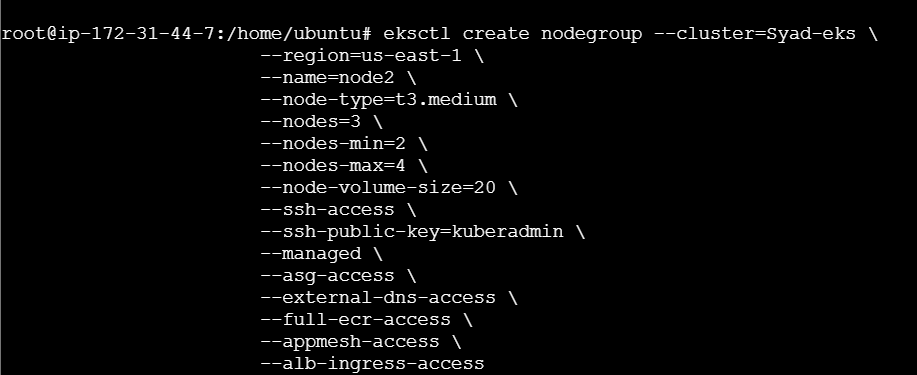 root@ip-172-31-44-7:/home/ubuntu# eksctl create nodegroup --cluster=Syad-eks \
--region=us-east-1 \
--name=node2 \
--node-type=t3.medium \
--nodes=3 \
--nodes-min=2 \
--nodes-max=4 \
--node-volume-size=20 \
--ssh-access \
--ssh-public-key=kuberadmin \
--managed \
--asg-access \
--external-dns-access \
--full-ecr-access \
--appmesh-access \
--alb-ingress-access